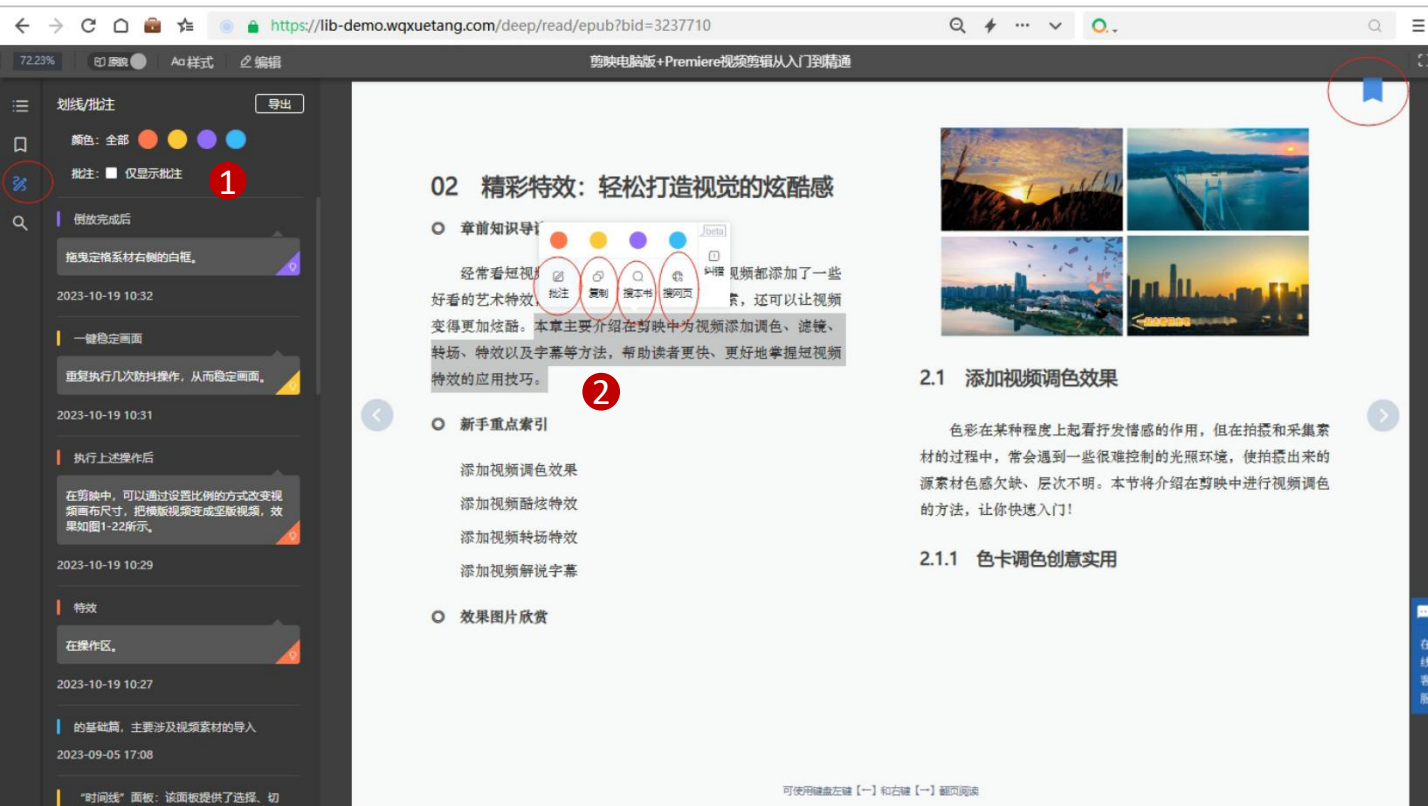 https://lib-demo.wqxuetang.com/deep/read/epub?bid=3237710
72.23%
Aa 样式
编辑
剪映电脑版+Premiere视频剪辑从入门到精通
划线/批注
导出
颜色：全部
批注：
仅显示批注
1
倒放完成后
拖曳定格系材右侧的白框。
2023-10-19 10:32
一键稳定画面
重复执行几次防抖操作，从而稳定画面。
2023-10-19 10:31
执行上述操作后
在剪映中，可以通过设置比例的方式改变视
频画布尺寸，把横版视频变成坚版视频，效
果如图1-22所示。
2023-10-19 10:29
特效
在操作区。
2023-10-19 10:27
的基础篇，主要涉及视频素材的导入
2023-09-05 17:08
“时间线”面板：该面板提供了选择、切
02 精彩特效：轻松打造视觉的炫酷感
章前知识导
beta
批注
复制
搜本书
搜网页
纠错
经常看短视
视频都添加了一些
好看的艺术特效
，还可以让视频
变得更加炫酷。本章主要介绍在剪映中为视频添加调色、滤镜、
转场、特效以及字幕等方法，帮助读者更快、更好地掌握短视频
特效的应用技巧。
2
新手重点索引
添加视频调色效果
添加视频酷炫特效
添加视频转场特效
添加视频解说字幕
效果图片欣赏
2.1 添加视频调色效果
色彩在某种程度上起着抒发情感的作用，但在拍摄和采集素
材的过程中，常会遇到一些很难控制的光照环境，使拍摄出来的
源素材色感欠缺、层次不明。本节将介绍在剪映中进行视频调色
的方法，让你快速入门！
2.1.1 色卡调色创意实用
可使用键盘左键【←】和右键【→】翻页阅读
在
线
客
服